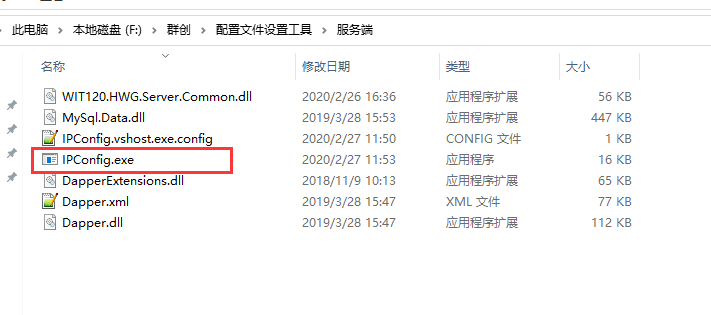 此电脑 > 本地磁盘 (F:) > 群创 > 配置文件设置工具 > 服务端
名称 修改日期 类型 大小
WIT120.HWG.Server.Common.dll 2020/2/26 16:36 应用程序扩展 56 KB
MySql.Data.dll 2019/3/28 15:53 应用程序扩展 447 KB
IPConfig.vshost.exe.config 2020/2/27 11:50 CONFIG 文件 1 KB
IPConfig.exe 2020/2/27 11:53 应用程序 16 KB
DapperExtensions.dll 2018/11/9 10:13 应用程序扩展 65 KB
Dapper.xml 2019/3/28 15:47 XML 文件 77 KB
Dapper.dll 2019/3/28 15:47 应用程序扩展 112 KB